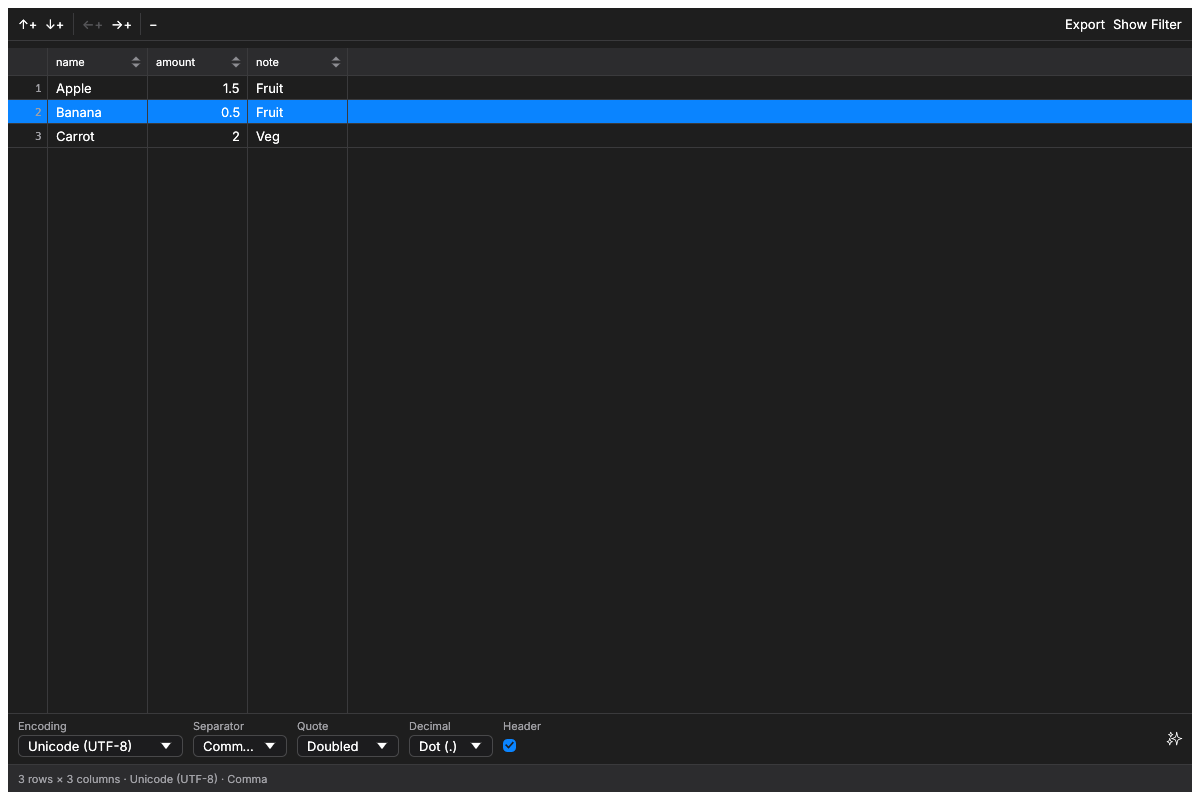 ↑+ ↓+ ←+ →+ − Export Show Filter
name amount note
1 Apple 1.5 Fruit
2 Banana 0.5 Fruit
3 Carrot 2 Veg
Encoding Separator Quote Decimal Header
Unicode (UTF-8) Comm... Doubled Dot (.)
3 rows × 3 columns · Unicode (UTF-8) · Comma